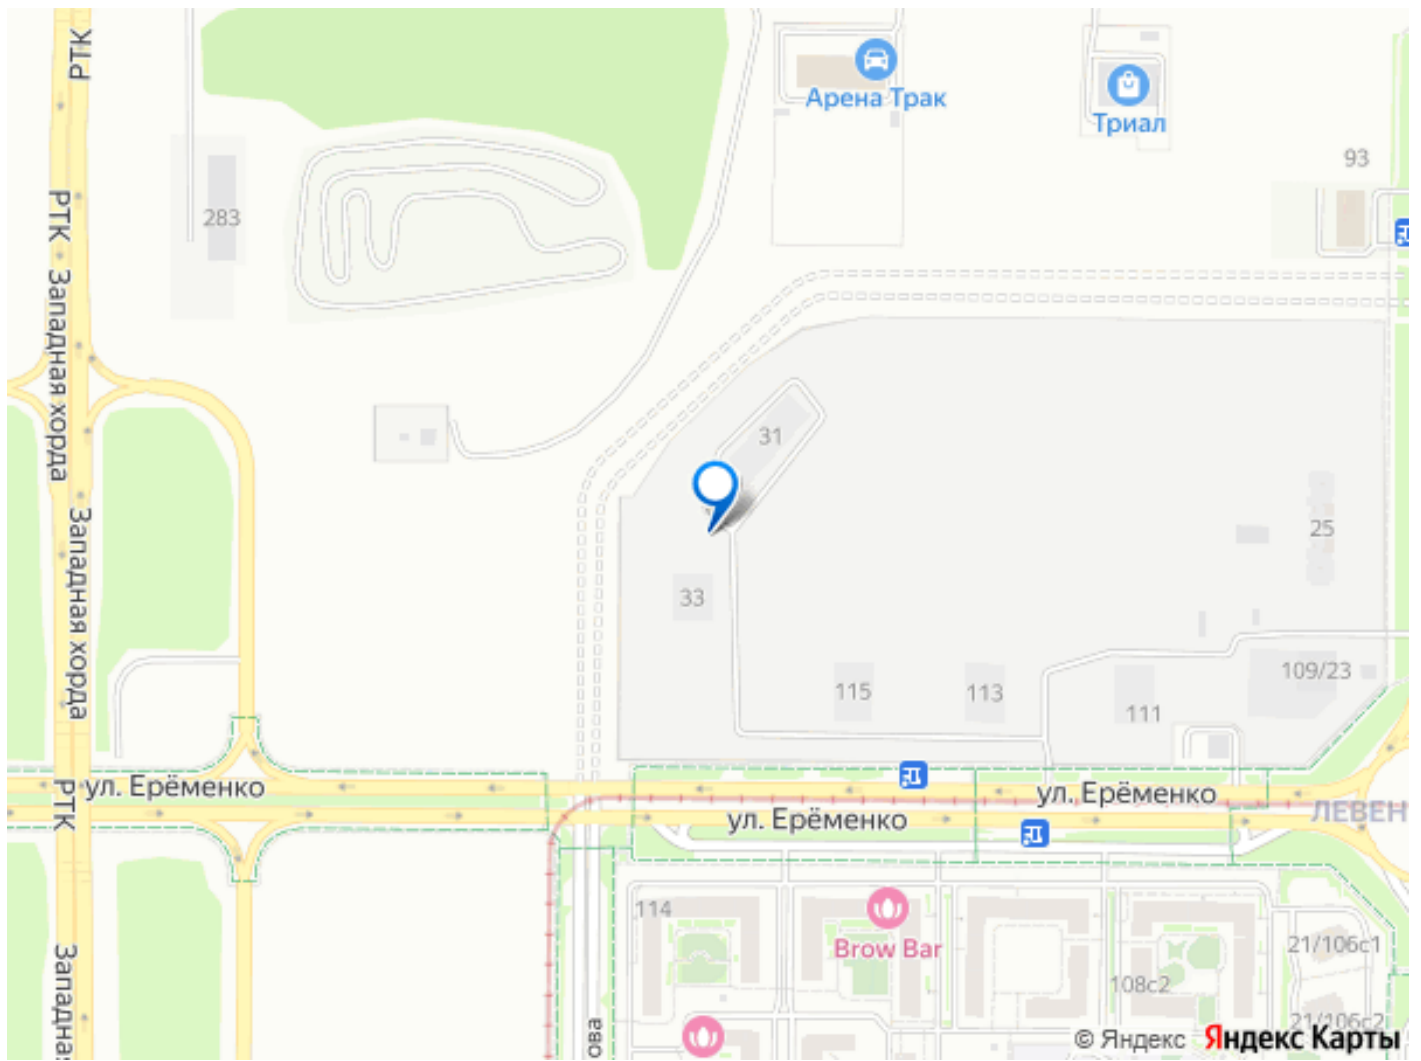 РТК
Арена Трак
Триал
93
283
РТК
Западная хорда
31
25
33
Западная хорда
109/23
115
113
111
РТК
ул. Ерёменко
ул. Ерёменко
ул. Ерёменко
ЛЕВЕН
114
Brow Bar
21/106с1
108с2
Западная
ова
21/106с2
© Яндекс Яндекс Карты